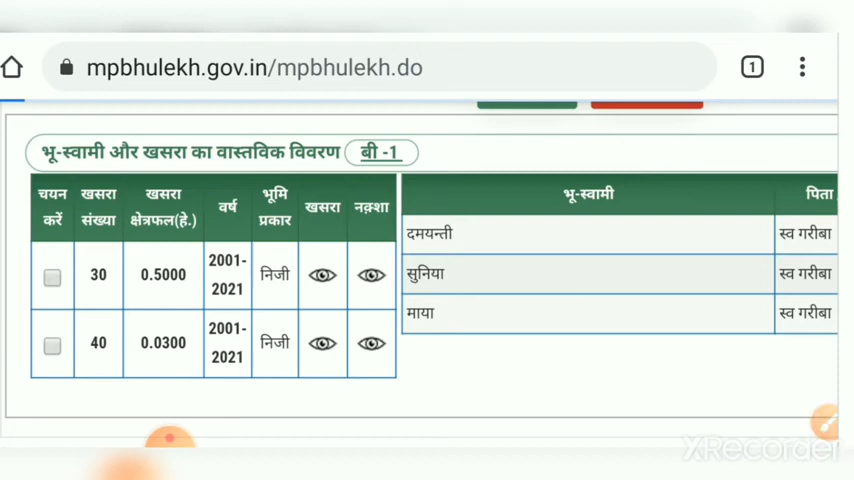 mpbhulekh.gov.in/mpbhulekh.do
1
भू-स्वामी और खसरा का वास्तविक विवरण बी -1
चयन करें खसरा संख्या खसरा क्षेत्रफल(हे.) वर्ष भूमि प्रकार खसरा नक़्शा भू-स्वामी पिता
30 0.5000 2001-2021 निजी
40 0.0300 2001-2021 निजी
दमयन्ती स्व गरीबा
सुनिया स्व गरीबा
माया स्व गरीबा
XRecorder